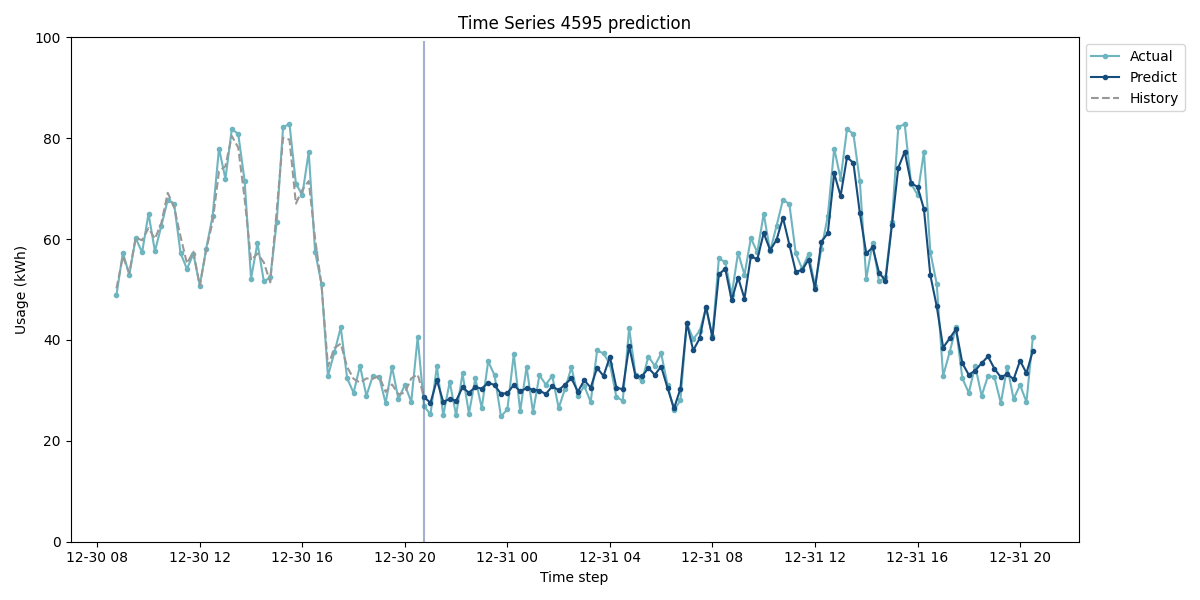 Time Series 4595 prediction
100
80
60
40
20
0
Usage (kWh)
12-30 08
12-30 12
12-30 16
12-30 20
12-31 00
12-31 04
12-31 08
12-31 12
12-31 16
12-31 20
Time step
Actual
Predict
History